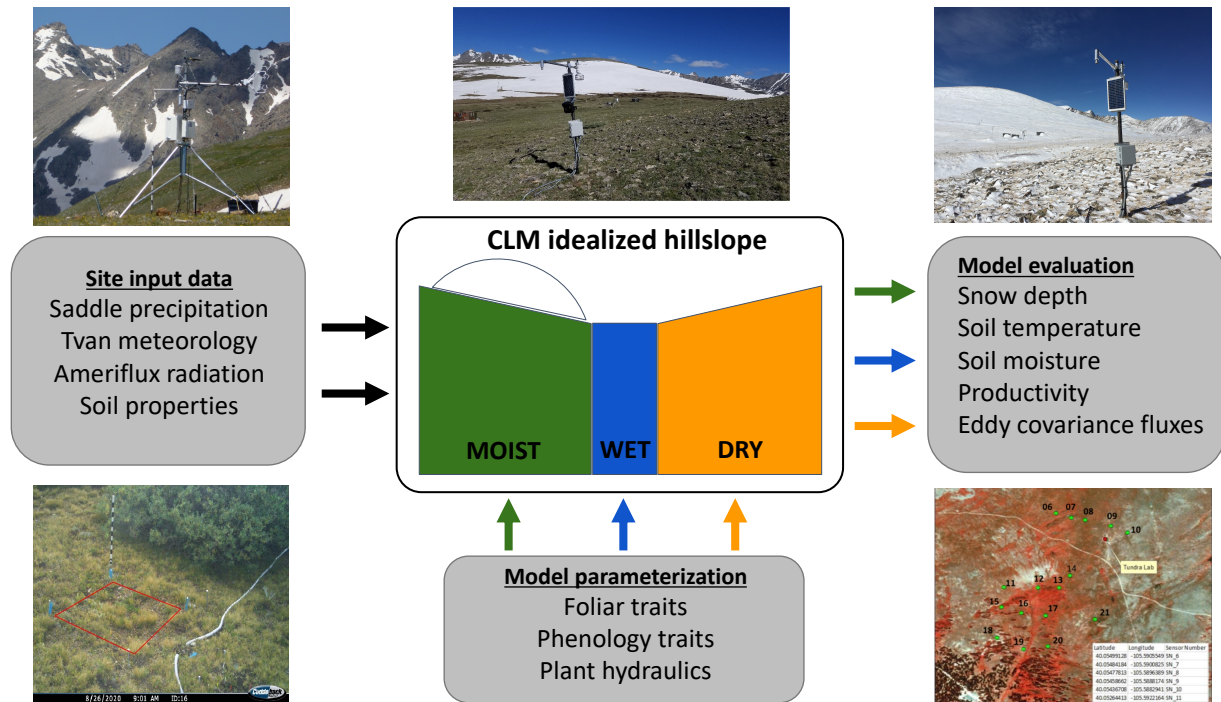 CLM idealized hillslope
MOIST
WET
DRY
Site input data
Saddle precipitation
Tvan meteorology
Ameriflux radiation
Soil properties
Model evaluation
Snow depth
Soil temperature
Soil moisture
Productivity
Eddy covariance fluxes
Model parameterization
Foliar traits
Phenology traits
Plant hydraulics
8/26/2020 9:01 AM ID:16
06
07
08
09
10
Tundra Lab
14
11
12
13
15
16
17
21
18
19
20
Latitude Longitude Sensor Number
40.05499128 -105.5905549 SN_6
40.05484184 -105.5900825 SN_7
40.05477813 -105.5896389 SN_8
40.05458662 -105.5888174 SN_9
40.05436708 -105.5882941 SN_10
40.05264413 -105.5922164 SN_11